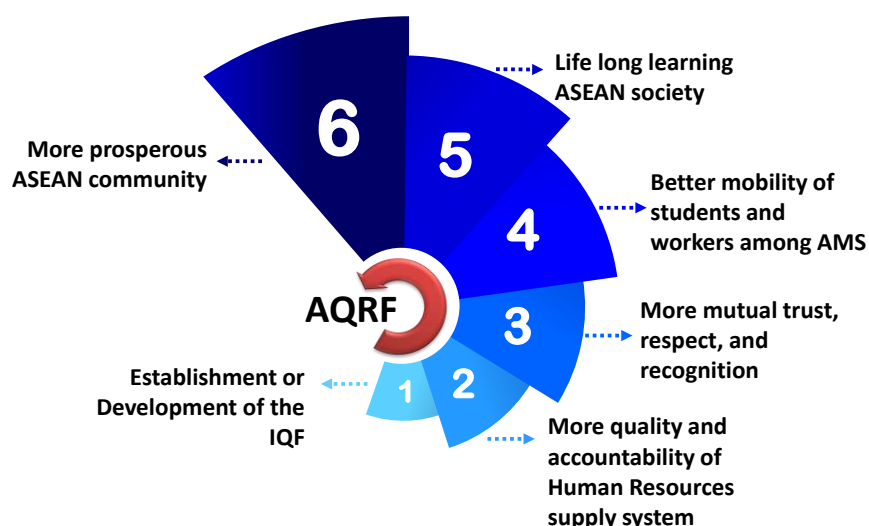 6
More prosperous
ASEAN community
5
Life long learning
ASEAN society
4
Better mobility of
students and
workers among AMS
3
More mutual trust,
respect, and
recognition
AQRF
1
Establishment or
Development of the
IQF
2
More quality and
accountability of
Human Resources
supply system